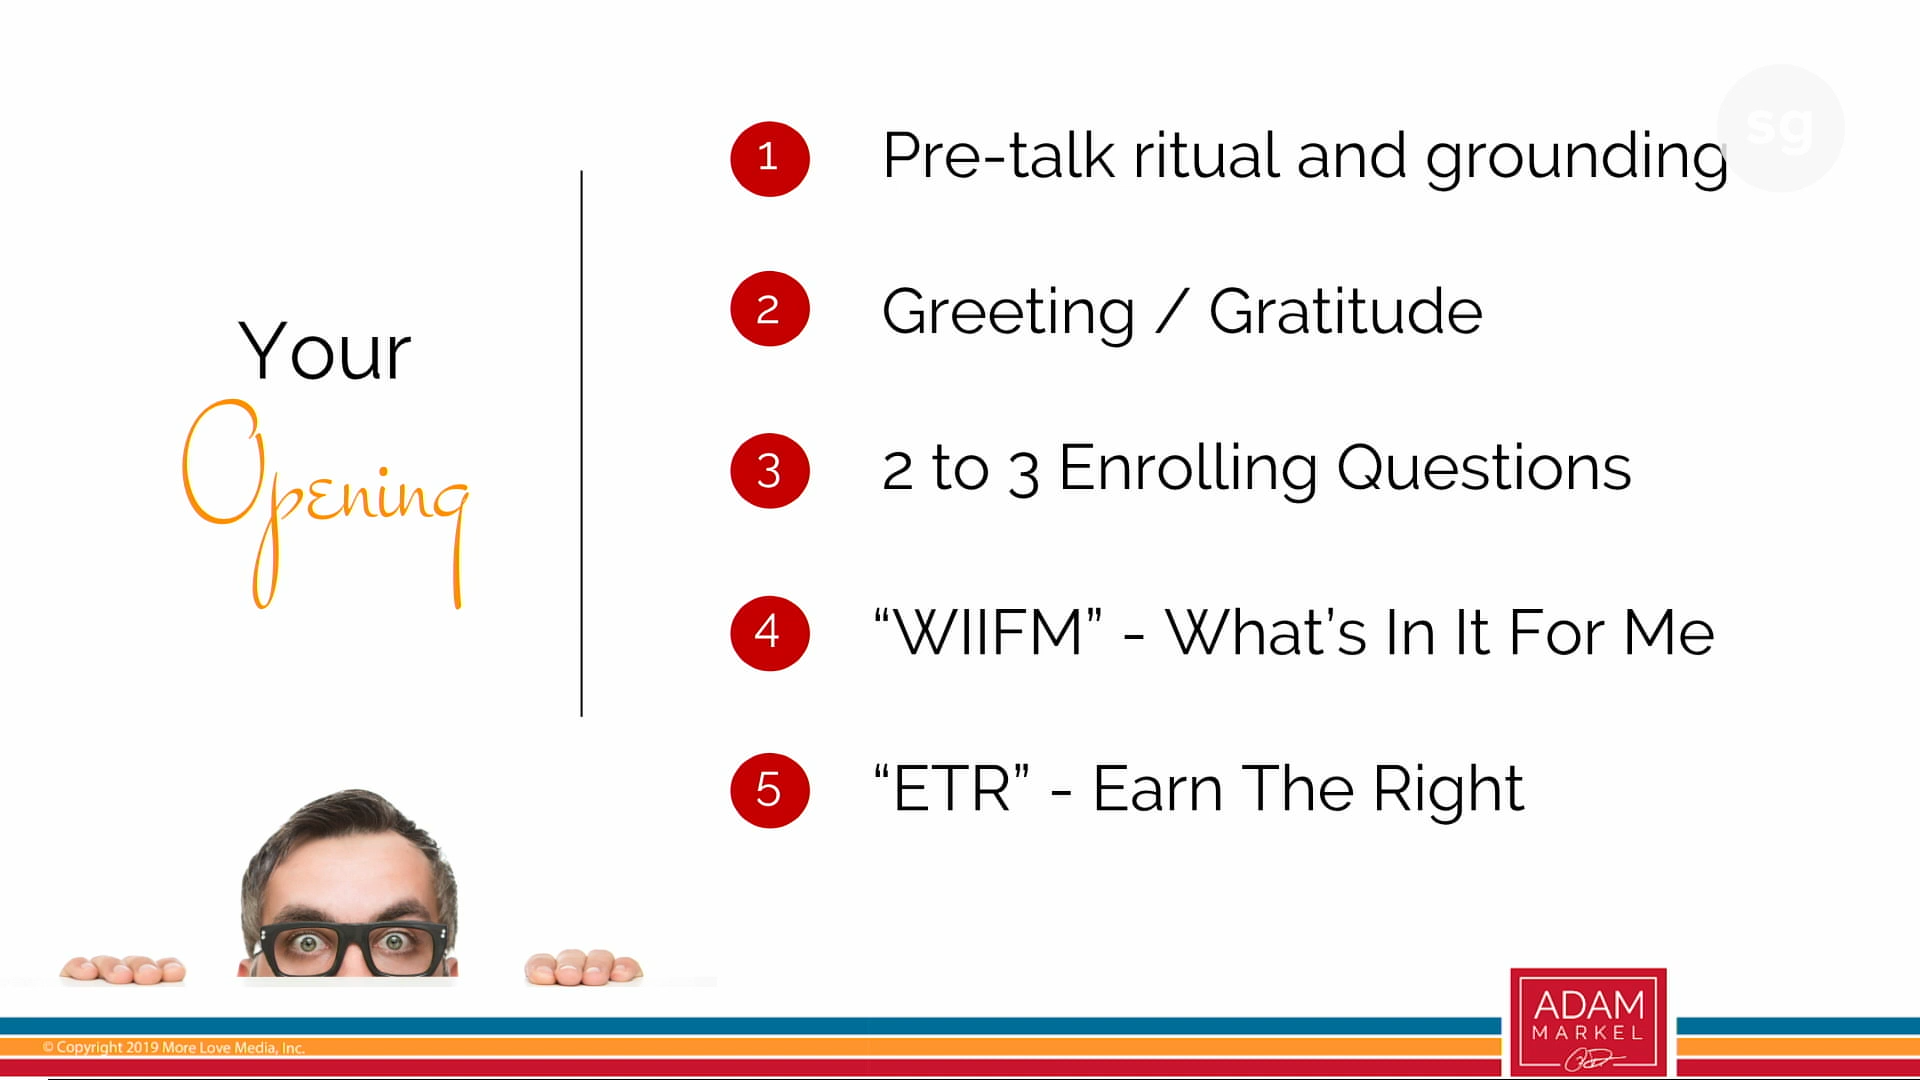 Your
Opening
1 Pre-talk ritual and grounding
2 Greeting / Gratitude
3 2 to 3 Enrolling Questions
4 “WIIFM” - What’s In It For Me
5 “ETR” - Earn The Right
sg
© Copyright 2019 More Love Media, Inc.
ADAM
MARKEL